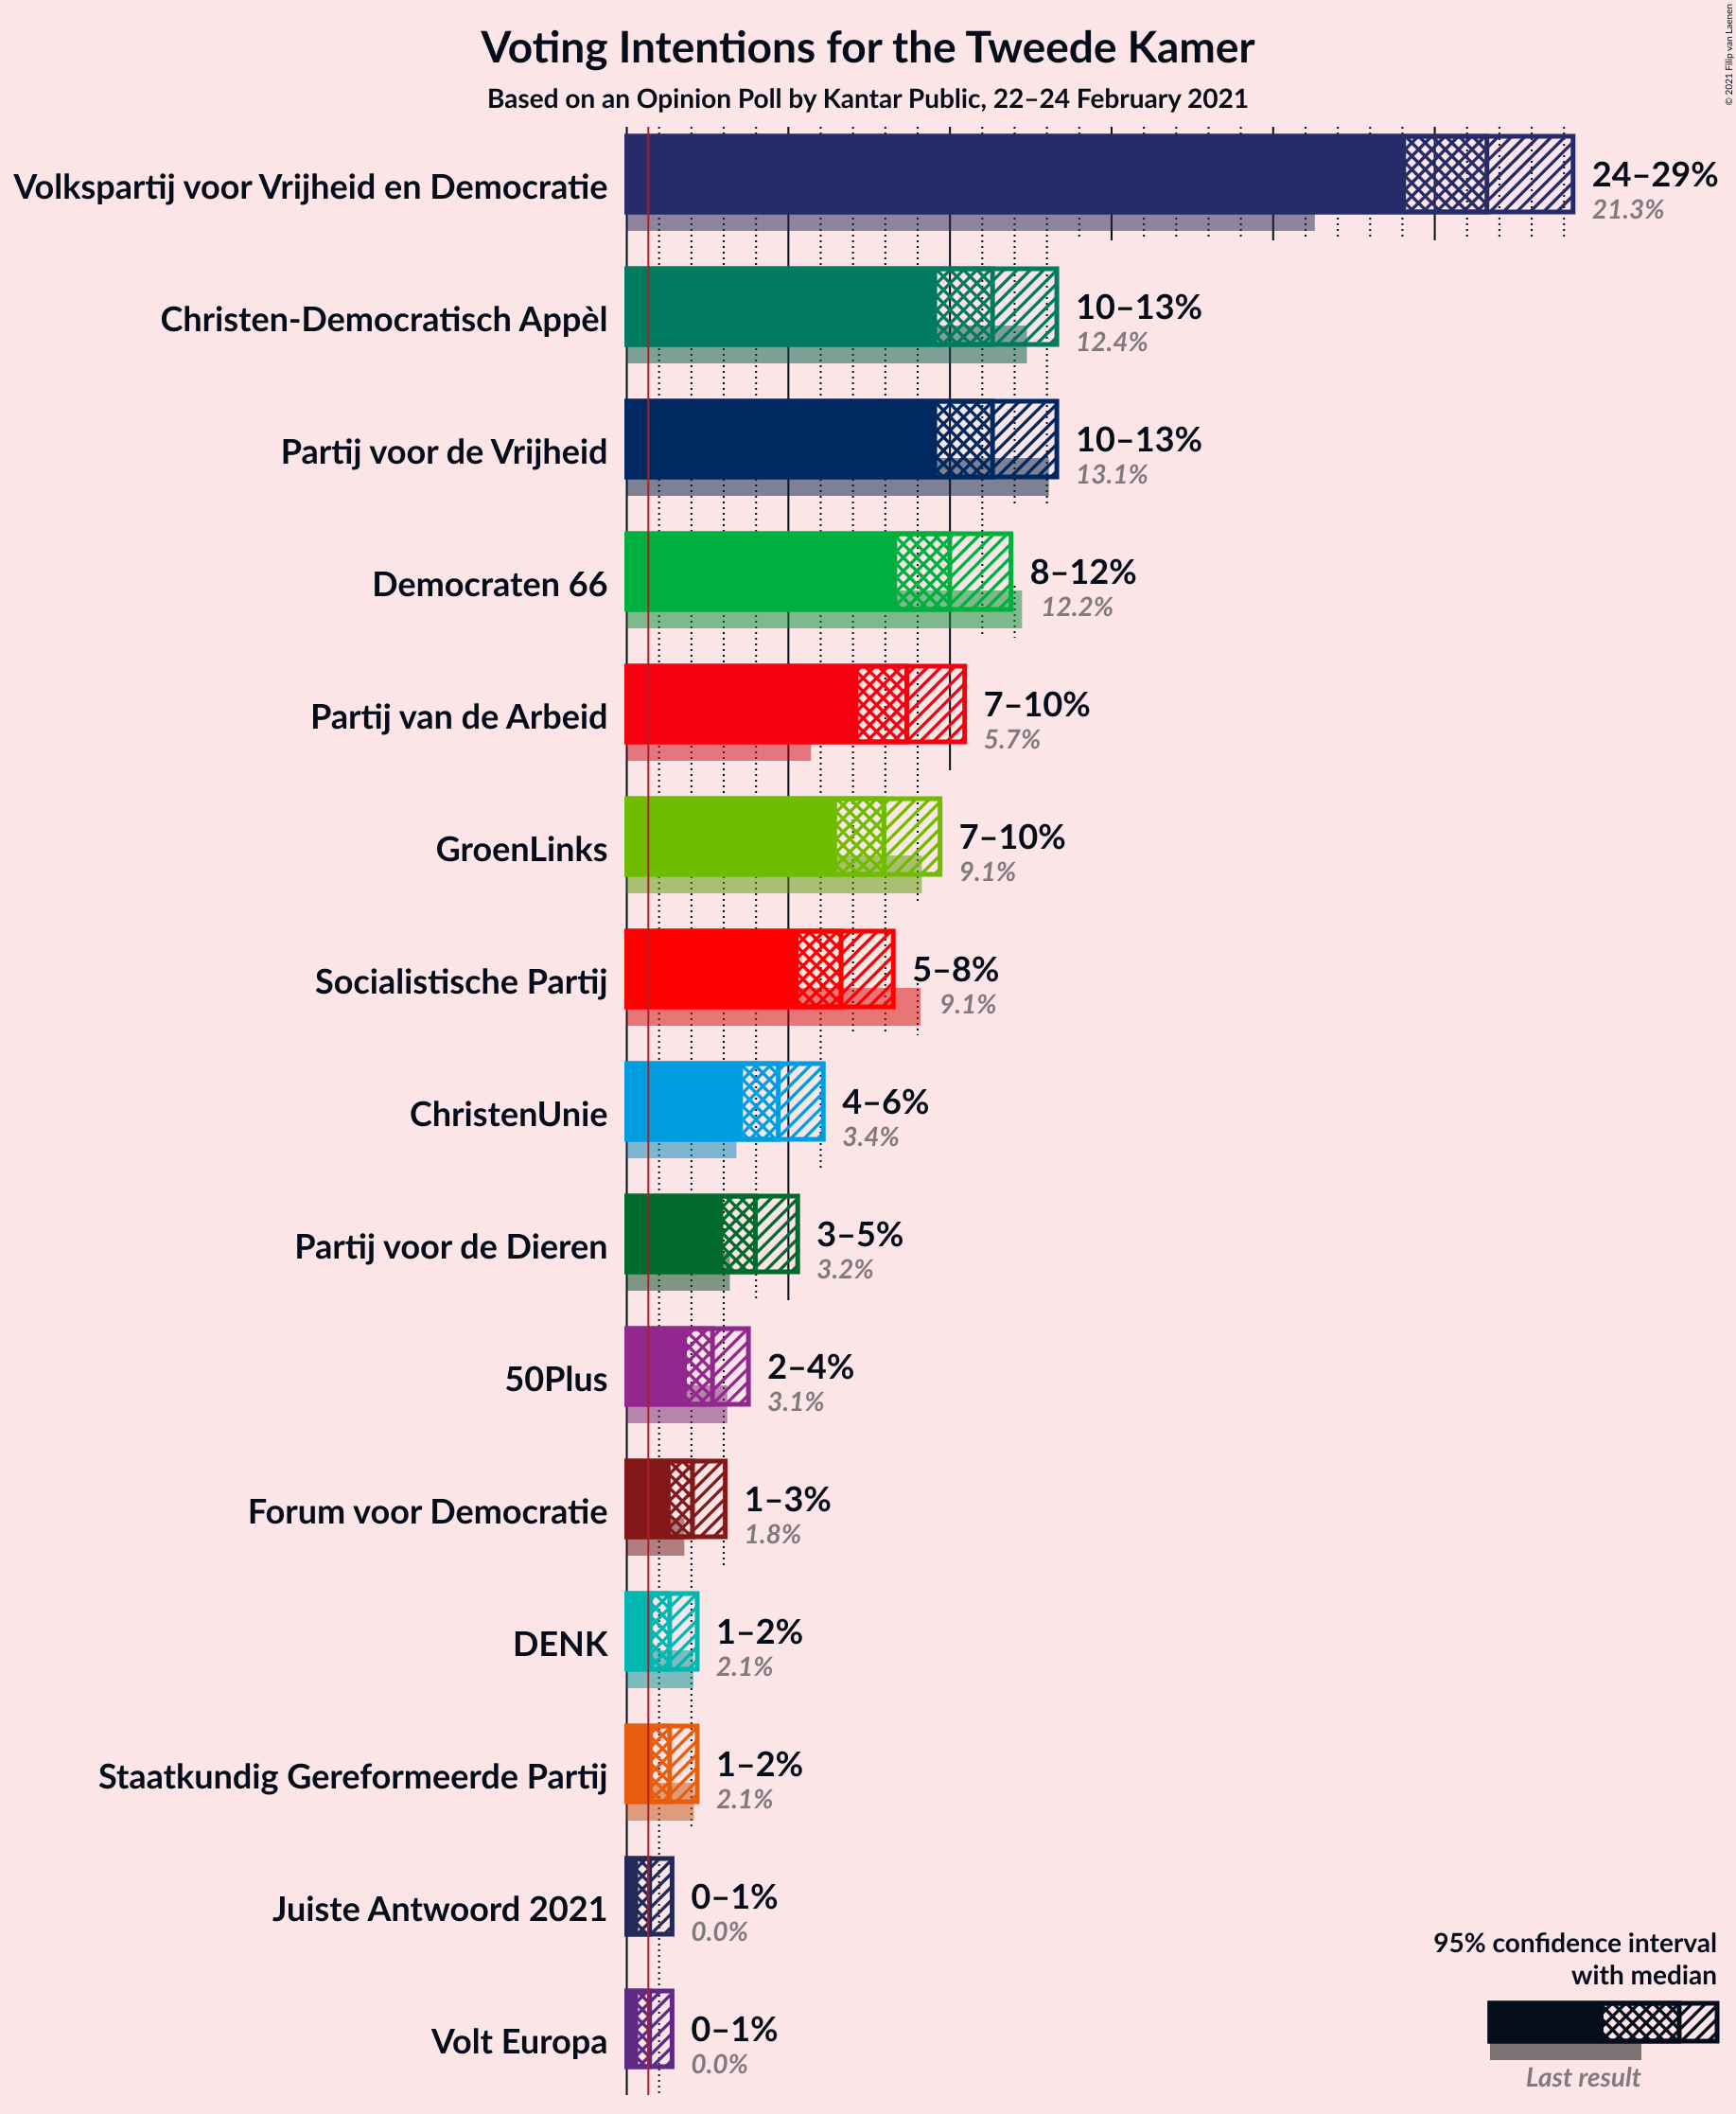 © 2021 Filip van Laenen
Voting Intentions for the Tweede Kamer
Based on an Opinion Poll by Kantar Public, 22–24 February 2021
Volkspartij voor Vrijheid en Democratie
24–29%
21.3%
Christen-Democratisch Appèl
10–13%
12.4%
Partij voor de Vrijheid
10–13%
13.1%
Democraten 66
8–12%
12.2%
Partij van de Arbeid
7–10%
5.7%
GroenLinks
7–10%
9.1%
Socialistische Partij
5–8%
9.1%
ChristenUnie
4–6%
3.4%
Partij voor de Dieren
3–5%
3.2%
50Plus
2–4%
3.1%
Forum voor Democratie
1–3%
1.8%
DENK
1–2%
2.1%
Staatkundig Gereformeerde Partij
1–2%
2.1%
Juiste Antwoord 2021
0–1%
0.0%
Volt Europa
0–1%
0.0%
95% confidence interval
with median
Last result